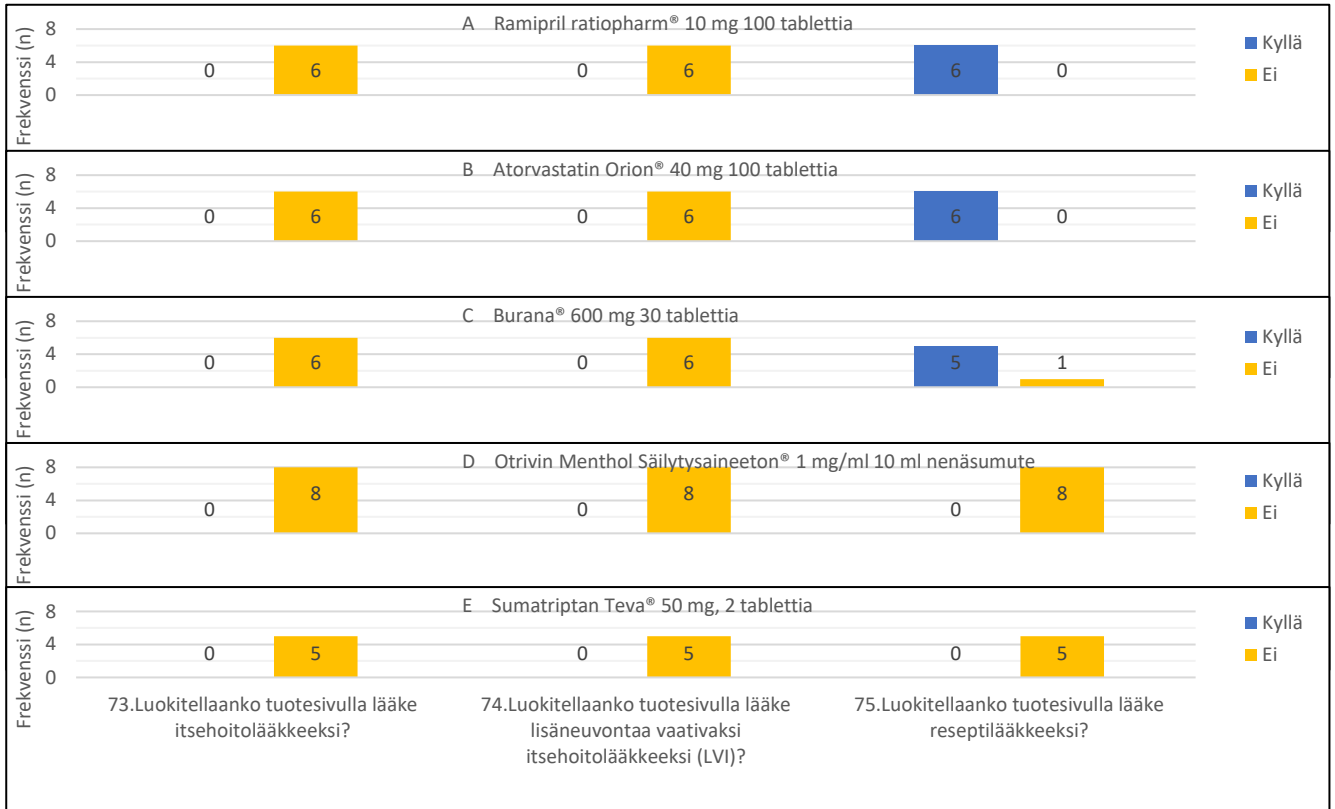 A Ramipril ratiopharm® 10 mg 100 tablettia
Frekvenssi (n)
8
4
0
0
6
0
6
6
0
Kyllä
Ei
B Atorvastatin Orion® 40 mg 100 tablettia
Frekvenssi (n)
8
4
0
0
6
0
6
6
0
Kyllä
Ei
C Burana® 600 mg 30 tablettia
Frekvenssi (n)
8
4
0
0
6
0
6
5
1
Kyllä
Ei
D Otrivin Menthol Säilytysaineeton® 1 mg/ml 10 ml nenäsumute
Frekvenssi (n)
8
4
0
0
8
0
8
0
8
Kyllä
Ei
E Sumatriptan Teva® 50 mg, 2 tablettia
Frekvenssi (n)
8
4
0
0
5
0
5
0
5
Kyllä
Ei
73.Luokitellaanko tuotesivulla lääke
itsehoitolääkkeeksi?
74.Luokitellaanko tuotesivulla lääke
lisäneuvontaa vaativaksi
itsehoitolääkkeeksi (LVI)?
75.Luokitellaanko tuotesivulla lääke
reseptilääkkeeksi?